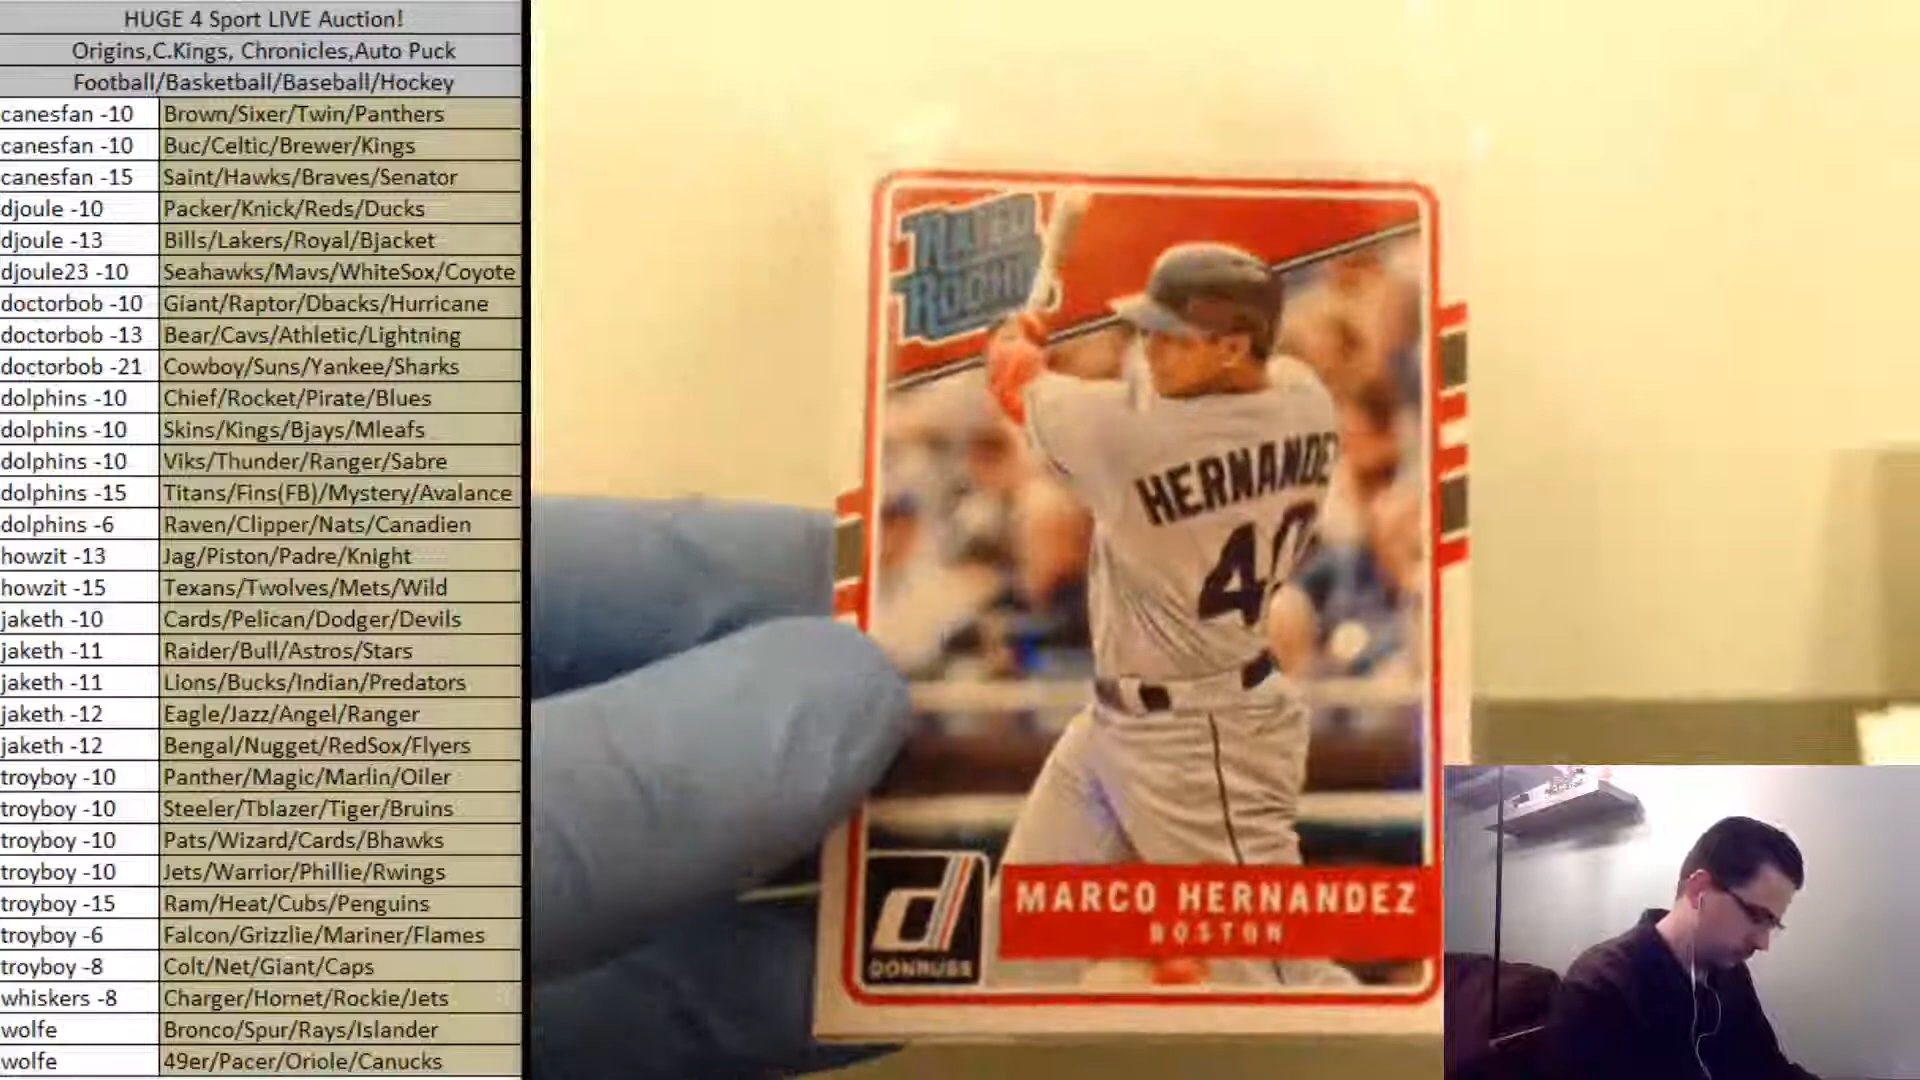 HUGE 4 Sport LIVE Auction!
Origins,C.Kings, Chronicles,Auto Puck
Football/Basketball/Baseball/Hockey
canesfan -10 Brown/Sixer/Twin/Panthers
canesfan -10 Buc/Celtic/Brewer/Kings
canesfan -15 Saint/Hawks/Braves/Senator
djoule -10 Packer/Knick/Reds/Ducks
djoule -13 Bills/Lakers/Royal/Bjacket
djoule23 -10 Seahawks/Mavs/WhiteSox/Coyote
doctorbob -10 Giant/Raptor/Dbacks/Hurricane
doctorbob -13 Bear/Cavs/Athletic/Lightning
doctorbob -21 Cowboy/Suns/Yankee/Sharks
dolphins -10 Chief/Rocket/Pirate/Blues
dolphins -10 Skins/Kings/Bjays/Mleafs
dolphins -10 Viks/Thunder/Ranger/Sabre
dolphins -15 Titans/Fins(FB)/Mystery/Avalance
dolphins -6 Raven/Clipper/Nats/Canadien
howzit -13 Jag/Piston/Padre/Knight
howzit -15 Texans/Twolves/Mets/Wild
jaketh -10 Cards/Pelican/Dodger/Devils
jaketh -11 Raider/Bull/Astros/Stars
jaketh -11 Lions/Bucks/Indian/Predators
jaketh -12 Eagle/Jazz/Angel/Ranger
jaketh -12 Bengal/Nugget/RedSox/Flyers
troyboy -10 Panther/Magic/Marlin/Oiler
troyboy -10 Steeler/Tblazer/Tiger/Bruins
troyboy -10 Pats/Wizard/Cards/Bhawks
troyboy -10 Jets/Warrior/Phillie/Rwings
troyboy -15 Ram/Heat/Cubs/Penguins
troyboy -6 Falcon/Grizzlie/Mariner/Flames
troyboy -8 Colt/Net/Giant/Caps
whiskers -8 Charger/Hornet/Rockie/Jets
wolfe Bronco/Spur/Rays/Islander
wolfe 49er/Pacer/Oriole/Canucks
RATED
ROOKIE
HERNANDEZ
40
d
DONRUSS
MARCO HERNANDEZ
BOSTON